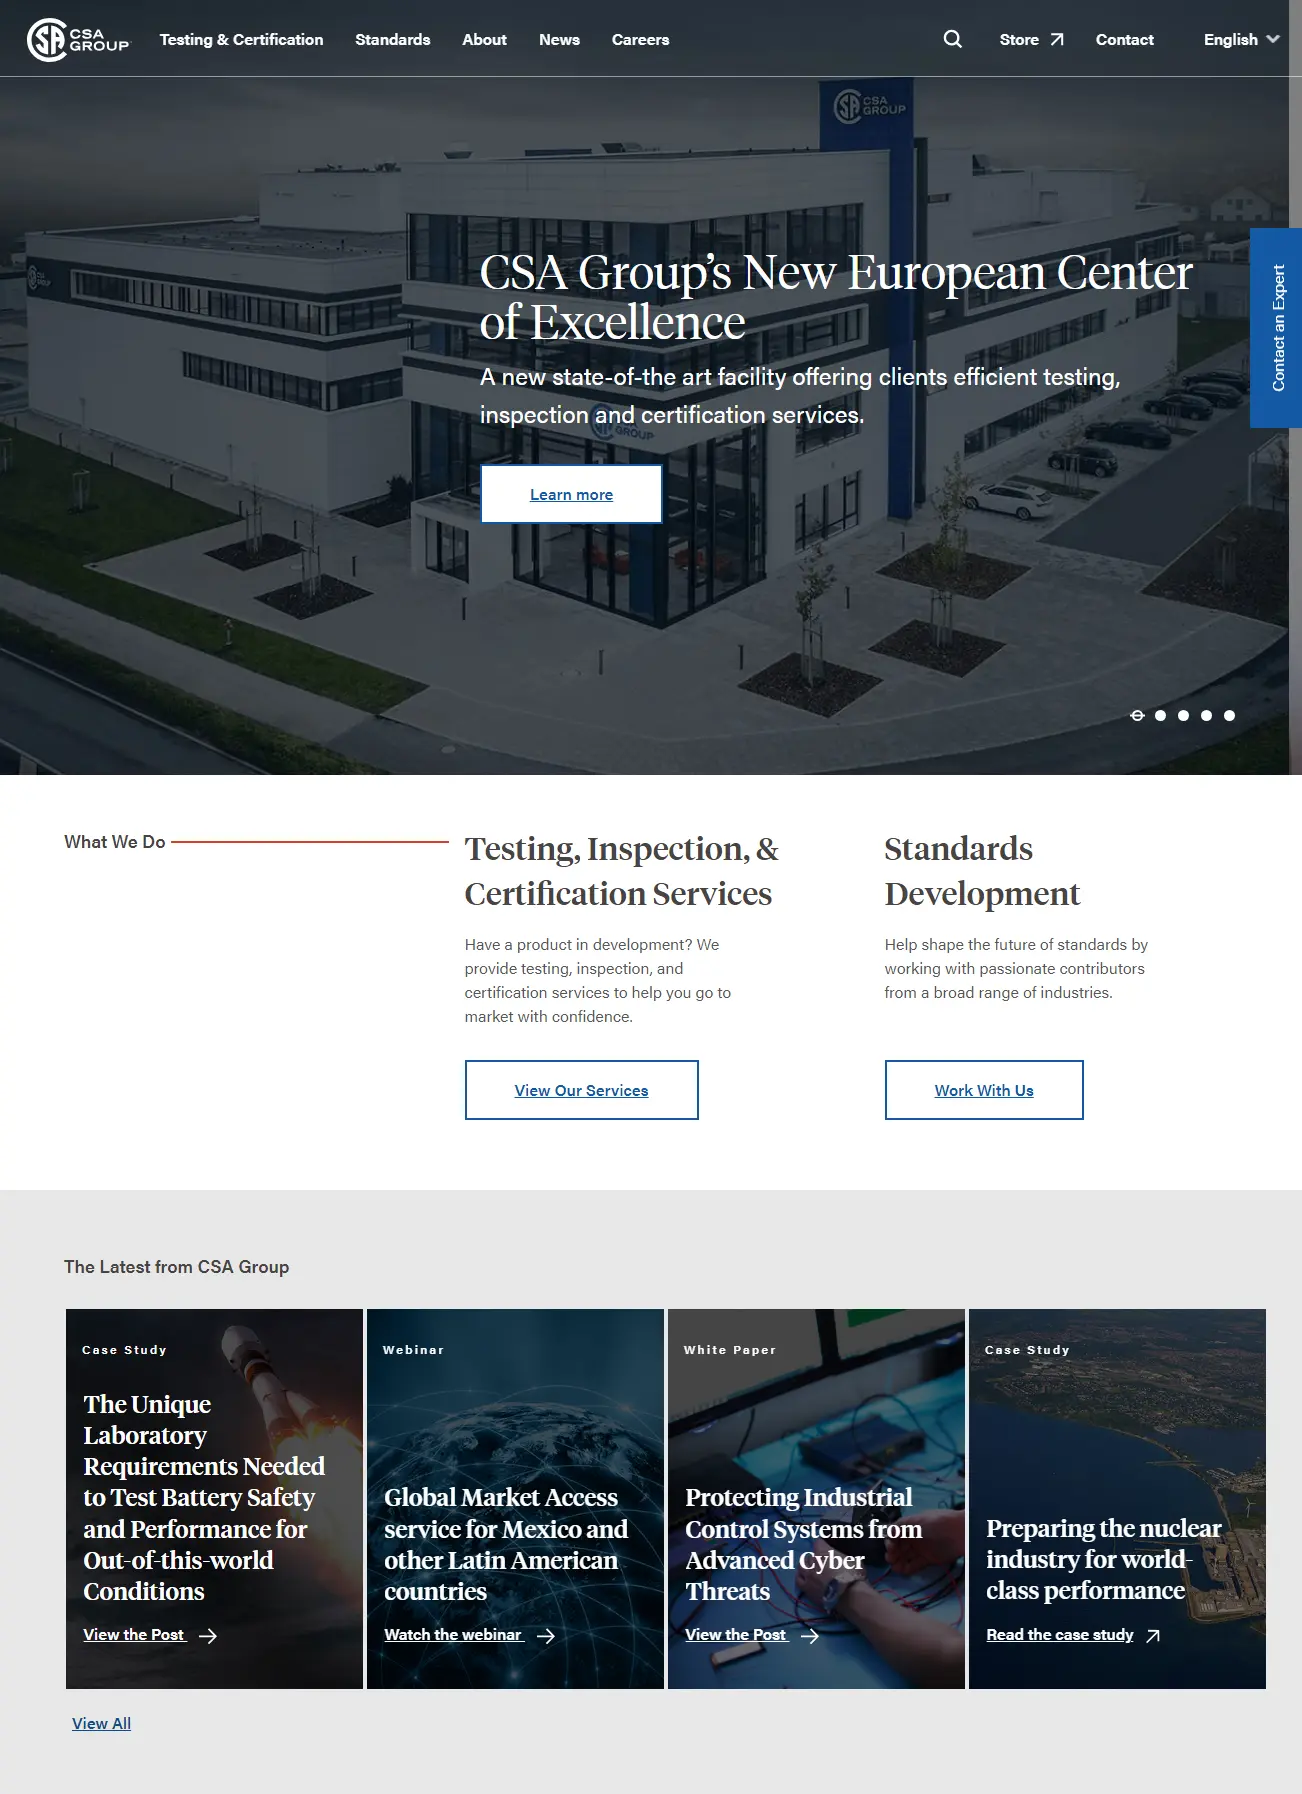 CSA
GROUP
Testing & Certification
Standards
About
News
Careers
Store
Contact
English
CSA
GROUP
CSA Group's New European Center
of Excellence
A new state-of-the art facility offering clients efficient testing,
inspection and certification services.
GROUP
Learn more
Contact an Expert
What We Do
Testing, Inspection, &
Certification Services
Have a product in development? We
provide testing, inspection, and
certification services to help you go to
market with confidence.
View Our Services
Standards
Development
Help shape the future of standards by
working with passionate contributors
from a broad range of industries.
Work With Us
The Latest from CSA Group
Case Study
The Unique
Laboratory
Requirements Needed
to Test Battery Safety
and Performance for
Out-of-this-world
Conditions
View the Post
Webinar
Global Market Access
service for Mexico and
other Latin American
countries
Watch the webinar
White Paper
Protecting Industrial
Control Systems from
Advanced Cyber
Threats
View the Post
Case Study
Preparing the nuclear
industry for world-
class performance
Read the case study
View All